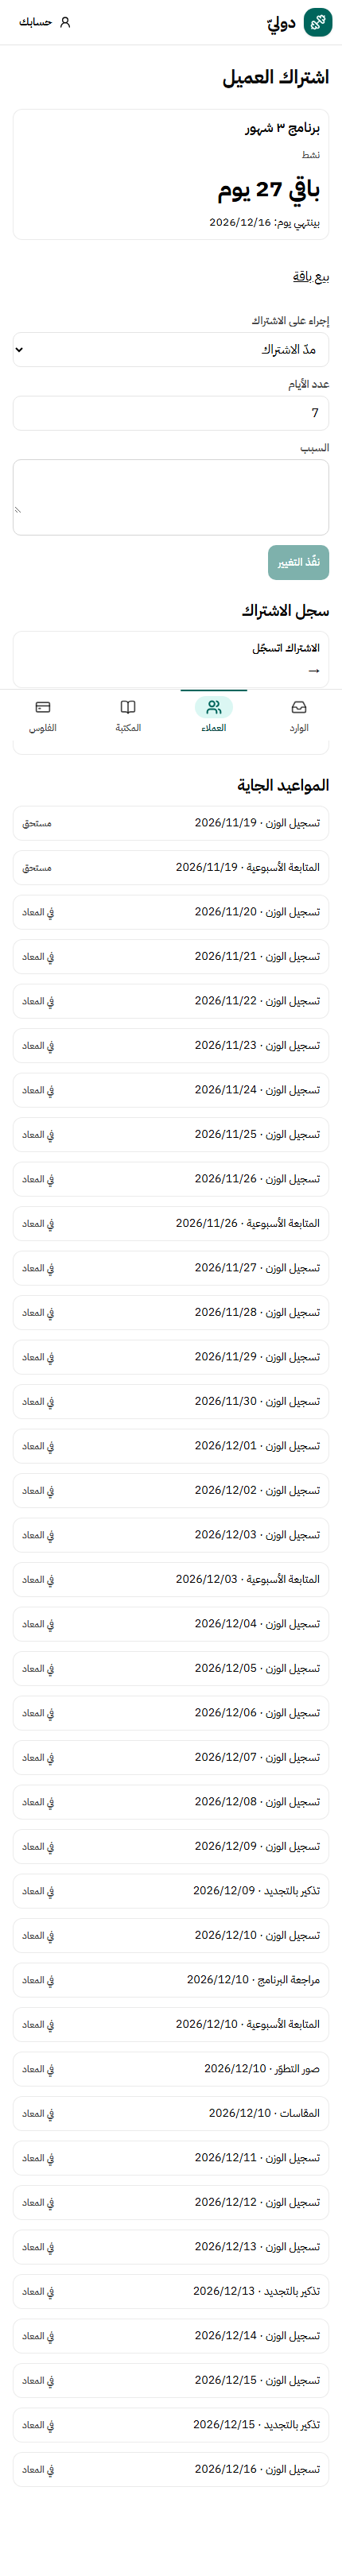 دوليّ
حسابك
اشتراك العميل
برنامج ٣ شهور
نشط
باقي 27 يوم
بينتهي يوم: 2026/12/16
بيع باقة
إجراء على الاشتراك
مدّ الاشتراك
عدد الأيام
7
السبب
نفّذ التغيير
سجل الاشتراك
الاشتراك اتسجّل
→
الوارد
العملاء
المكتبة
الفلوس
المواعيد الجاية
تسجيل الوزن · 2026/11/19 مستحق
المتابعة الأسبوعية · 2026/11/19 مستحق
تسجيل الوزن · 2026/11/20 في المعاد
تسجيل الوزن · 2026/11/21 في المعاد
تسجيل الوزن · 2026/11/22 في المعاد
تسجيل الوزن · 2026/11/23 في المعاد
تسجيل الوزن · 2026/11/24 في المعاد
تسجيل الوزن · 2026/11/25 في المعاد
تسجيل الوزن · 2026/11/26 في المعاد
المتابعة الأسبوعية · 2026/11/26 في المعاد
تسجيل الوزن · 2026/11/27 في المعاد
تسجيل الوزن · 2026/11/28 في المعاد
تسجيل الوزن · 2026/11/29 في المعاد
تسجيل الوزن · 2026/11/30 في المعاد
تسجيل الوزن · 2026/12/01 في المعاد
تسجيل الوزن · 2026/12/02 في المعاد
تسجيل الوزن · 2026/12/03 في المعاد
المتابعة الأسبوعية · 2026/12/03 في المعاد
تسجيل الوزن · 2026/12/04 في المعاد
تسجيل الوزن · 2026/12/05 في المعاد
تسجيل الوزن · 2026/12/06 في المعاد
تسجيل الوزن · 2026/12/07 في المعاد
تسجيل الوزن · 2026/12/08 في المعاد
تسجيل الوزن · 2026/12/09 في المعاد
تذكير بالتجديد · 2026/12/09 في المعاد
تسجيل الوزن · 2026/12/10 في المعاد
مراجعة البرنامج · 2026/12/10 في المعاد
المتابعة الأسبوعية · 2026/12/10 في المعاد
صور التطوّر · 2026/12/10 في المعاد
المقاسات · 2026/12/10 في المعاد
تسجيل الوزن · 2026/12/11 في المعاد
تسجيل الوزن · 2026/12/12 في المعاد
تسجيل الوزن · 2026/12/13 في المعاد
تذكير بالتجديد · 2026/12/13 في المعاد
تسجيل الوزن · 2026/12/14 في المعاد
تسجيل الوزن · 2026/12/15 في المعاد
تذكير بالتجديد · 2026/12/15 في المعاد
تسجيل الوزن · 2026/12/16 في المعاد